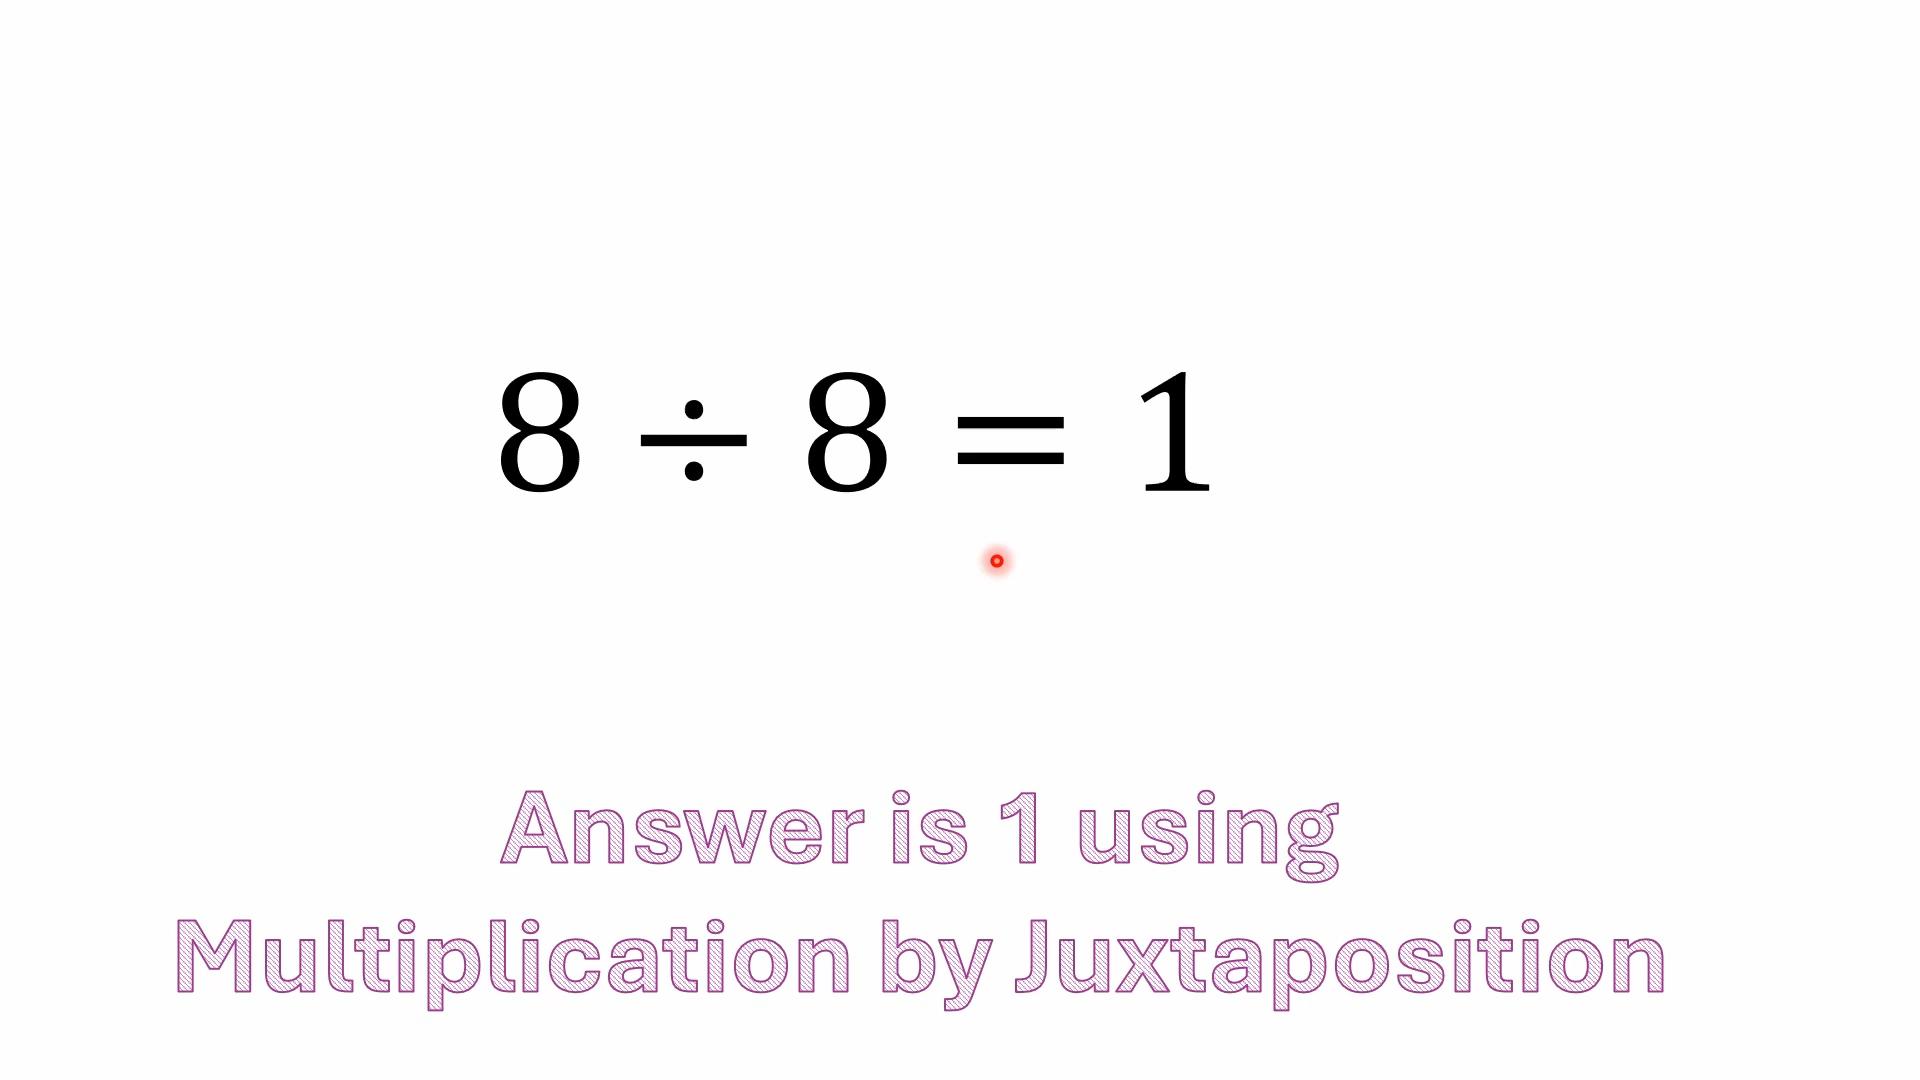 8 ÷ 8 = 1
Answer is 1 using
Multiplication by Juxtaposition